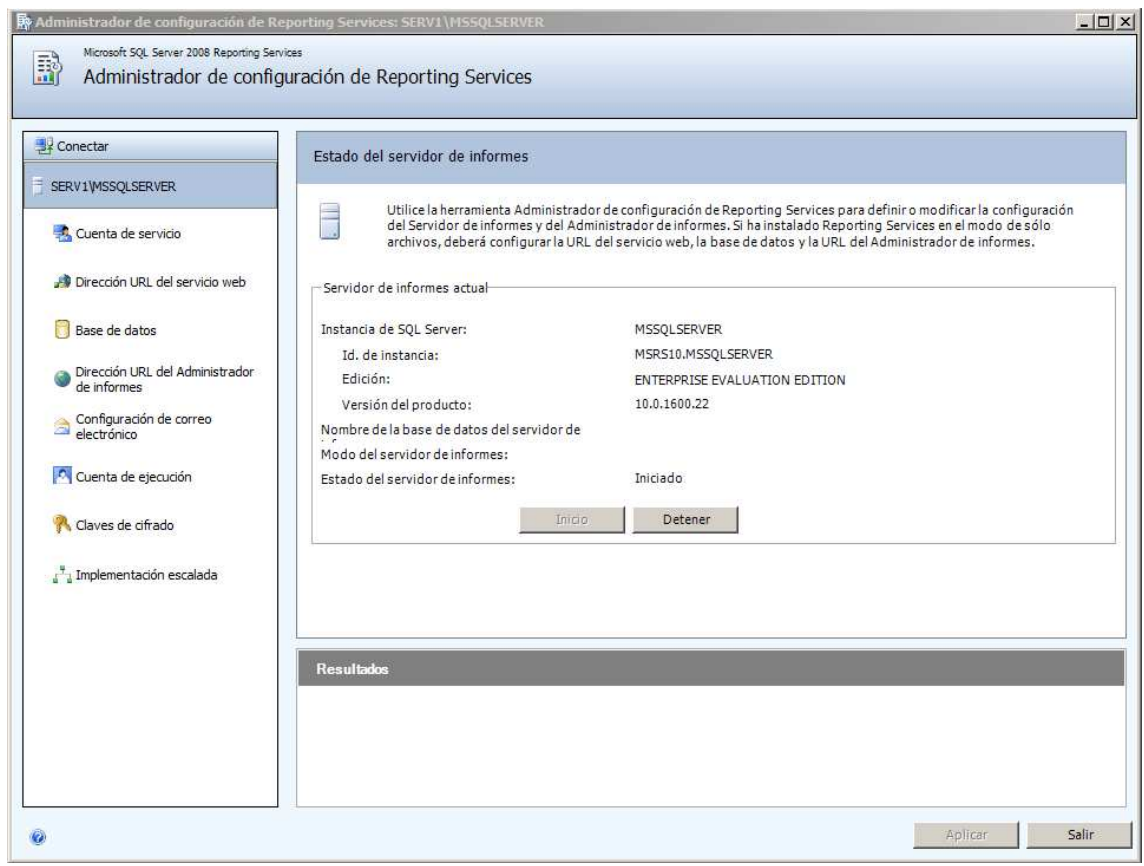 Administrador de configuración de Reporting Services: SERV1\MSSQLSERVER
Microsoft SQL Server 2008 Reporting Services
Administrador de configuración de Reporting Services
Conectar
SERV1\MSSQLSERVER
Cuenta de servicio
Dirección URL del servicio web
Base de datos
Dirección URL del Administrador
de informes
Configuración de correo
electrónico
Cuenta de ejecución
Claves de cifrado
Implementación escalada
Estado del servidor de informes
Utilice la herramienta Administrador de configuración de Reporting Services para definir o modificar la configuración
del Servidor de informes y del Administrador de informes. Si ha instalado Reporting Services en el modo de sólo
archivos, deberá configurar la URL del servicio web, la base de datos y la URL del Administrador de informes.
Servidor de informes actual
Instancia de SQL Server: MSSQLSERVER
Id. de instancia: MSRS10.MSSQLSERVER
Edición: ENTERPRISE EVALUATION EDITION
Versión del producto: 10.0.1600.22
Nombre de la base de datos del servidor de
Modo del servidor de informes:
Estado del servidor de informes: Iniciado
Inicio Detener
Resultados
Aplicar Salir